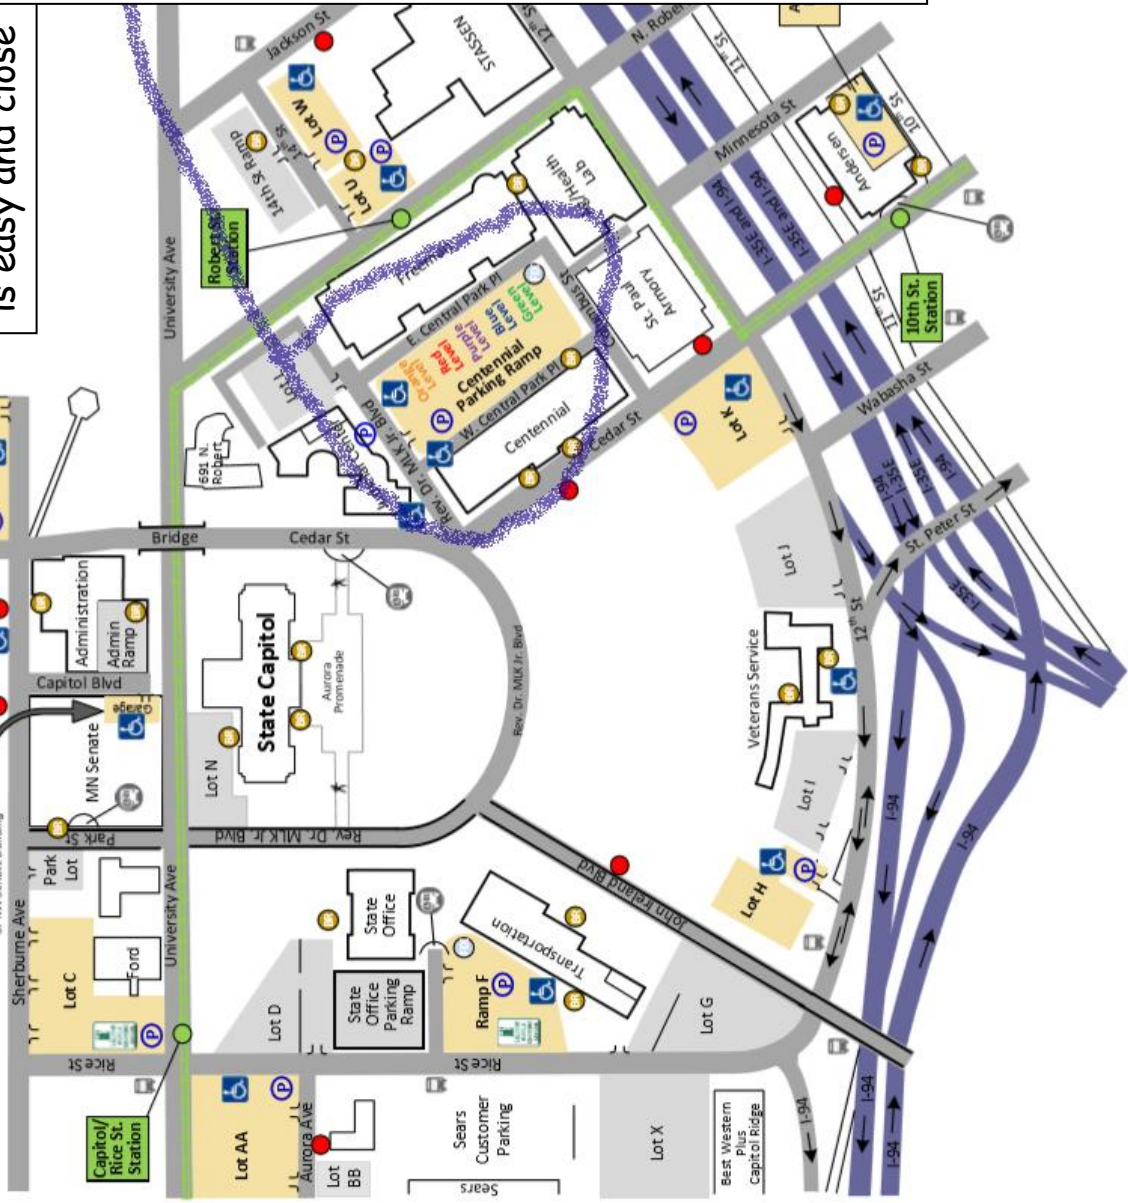 is easy and close
Jackson St
STASSEN
12th St
N. Rober
11th St
Minnesota St
10th St
Andersen
14th St. Ramp
14th St
Lot W
Lot U
Robert St.
Station
University Ave
Ag/Health
Lab
Freeman
E. Central Park Pl
Orange
Level
Red
Level
Purple
Level
Blue
Level
Green
Level
Centennial
Parking Ramp
W. Central Park Pl
Columbus St
St. Paul
Armory
Centennial
Cedar St
Rev. Dr. MLK Jr. Blvd
691 N.
Robert
Lot K
I-35E and I-94
I-35E and I-94
11th St
10th St.
Station
Wabasha St
I-94
I-35E
I-94
I-35E
St. Peter St
I-35E
Bridge
Cedar St
Administration
Admin
Ramp
Capitol Blvd
Garage
MN Senate
Park St
State Capitol
Aurora
Promenade
Lot N
Rev. Dr. MLK Jr. Blvd
Rev. Dr. MLK Jr. Blvd
Lot J
12th St
Veterans Service
Lot I
Lot H
I-94
I-94
John Ireland Blvd
Park
Lot
Sherburne Ave
University Ave
Lot C
Ford
Lot D
State
Office
State
Office
Parking
Ramp
Ramp F
Transportation
Lot G
Rice St
Rice St
Capitol/
Rice St.
Station
Lot AA
Aurora Ave
Lot
BB
Sears
Customer
Parking
Sears
Lot X
Best Western
Plus
Capitol Ridge
I-94
I-94
I-94